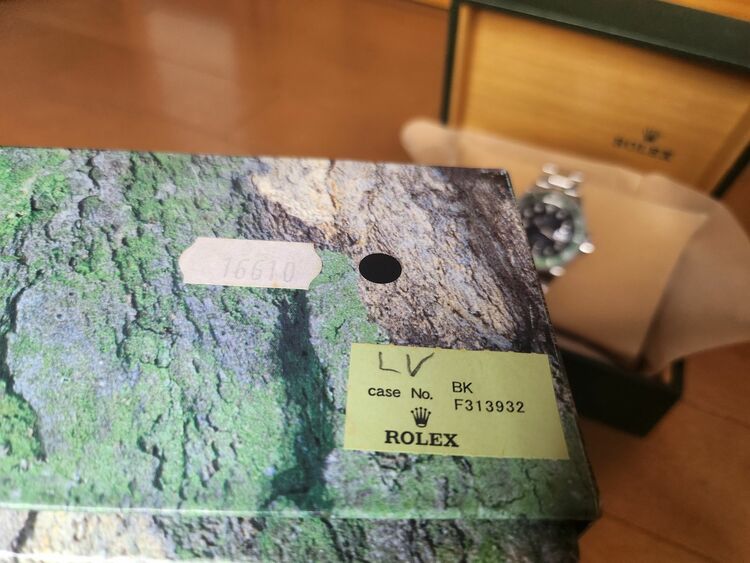 ROLEX
16610
LV
case No. BK
F313932
ROLEX